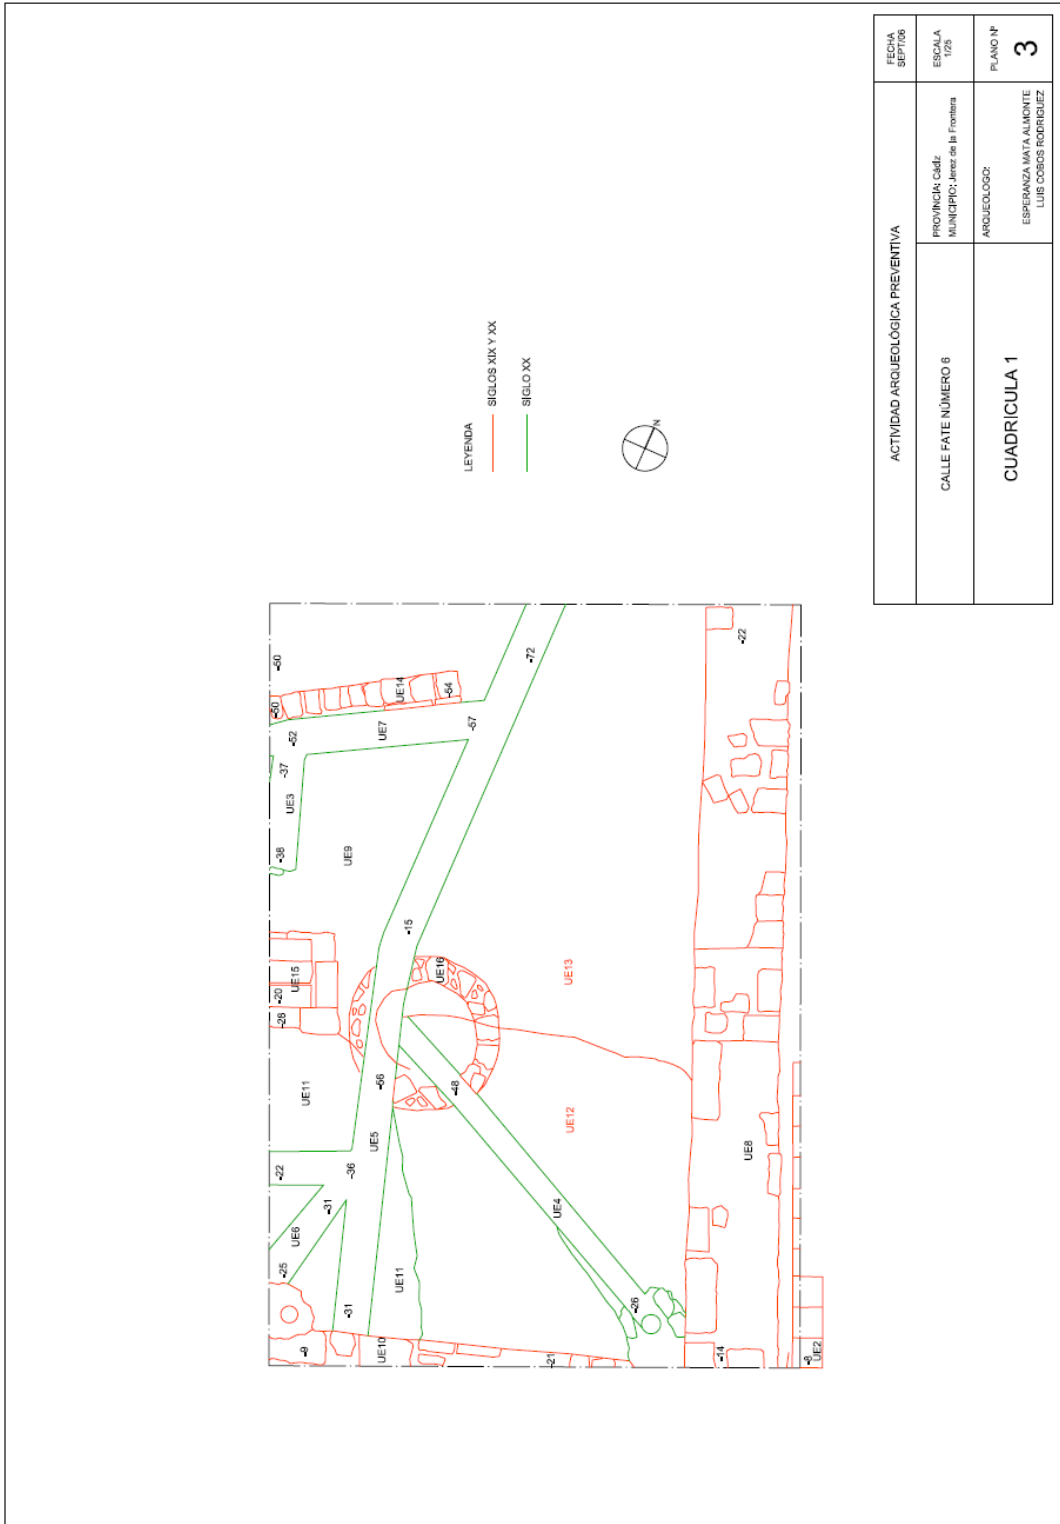 LEYENDA
SIGLOS XIX Y XX
SIGLO XX
N
-50
-60
-52
-37
UE14
-54
UE7
-57
-72
UE3
-38
UE9
-22
-15
UE16
UE13
UE15
-20
-28
UE11
-56
-48
UE12
UE5
-22
-36
-31
UE6
-25
UE4
UE8
UE11
-31
-26
-9
UE10
-21
-14
-8
UE2
ACTIVIDAD ARQUEOLÓGICA PREVENTIVA
FECHA
SEPT/06
CALLE FATE NÚMERO 6
PROVINCIA: Cádiz
MUNICIPIO: Jerez de la Frontera
ESCALA
1/25
CUADRICULA 1
ARQUEOLOGO:
ESPERANZA MATA ALMONTE
LUIS COBOS RODRIGUEZ
PLANO Nº
3